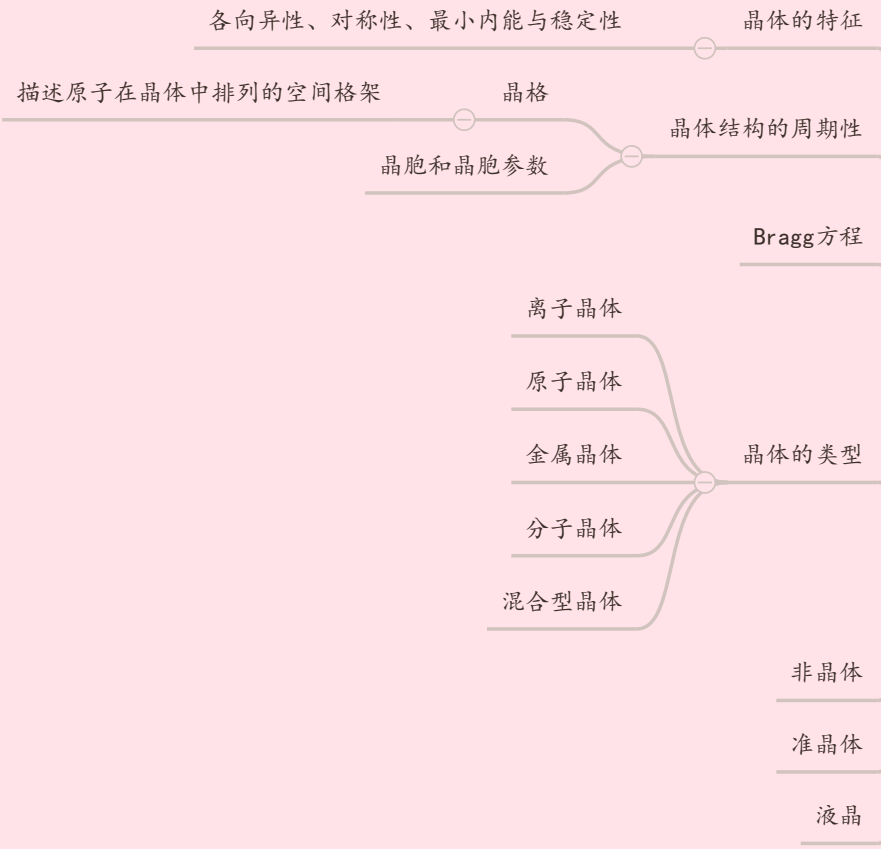 各向异性、对称性、最小内能与稳定性
晶体的特征
描述原子在晶体中排列的空间格架
晶格
晶体结构的周期性
晶胞和晶胞参数
Bragg方程
离子晶体
原子晶体
金属晶体
晶体的类型
分子晶体
混合型晶体
非晶体
准晶体
液晶